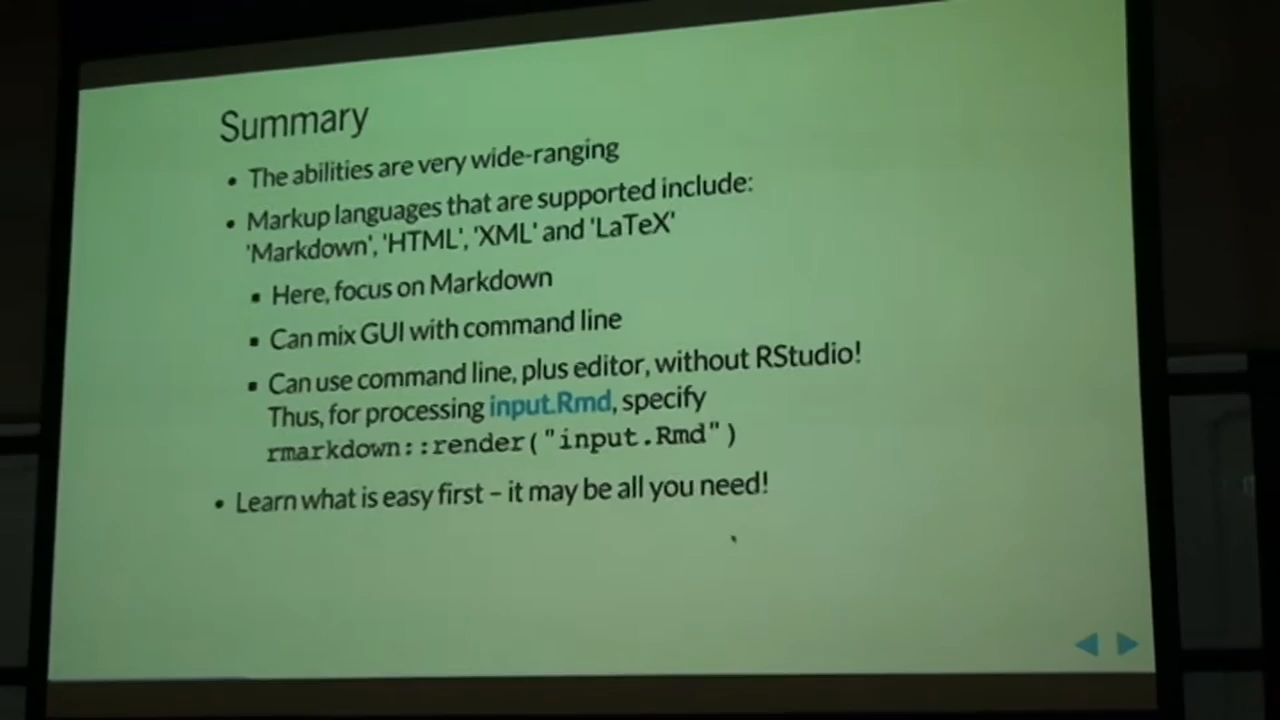 Summary
• The abilities are very wide-ranging
• Markup languages that are supported include:
'Markdown', 'HTML', 'XML' and 'LaTeX'
▪ Here, focus on Markdown
▪ Can mix GUI with command line
▪ Can use command line, plus editor, without RStudio!
Thus, for processing input.Rmd, specify
rmarkdown::render("input.Rmd")
• Learn what is easy first – it may be all you need!